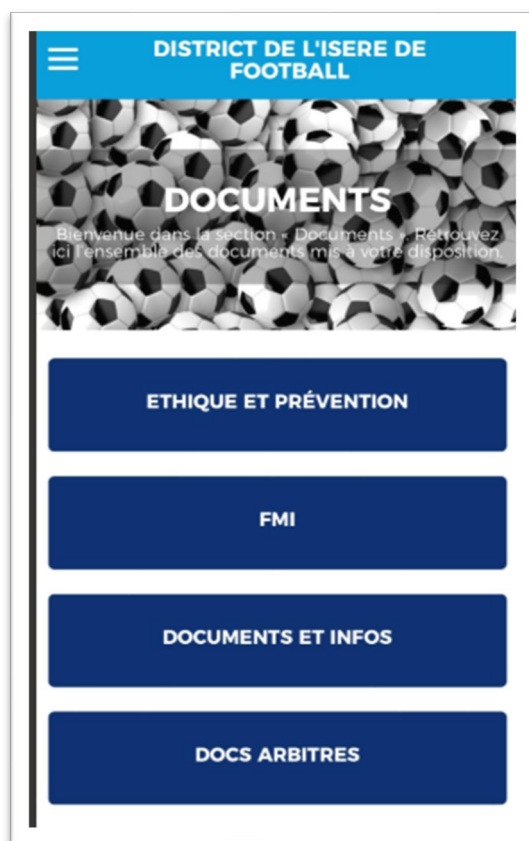 DISTRICT DE L'ISERE DE
FOOTBALL
DOCUMENTS
Bienvenue dans la section « Documents ». Retrouvez
ici l'ensemble des documents mis à votre disposition.
ETHIQUE ET PRÉVENTION
FMI
DOCUMENTS ET INFOS
DOCS ARBITRES